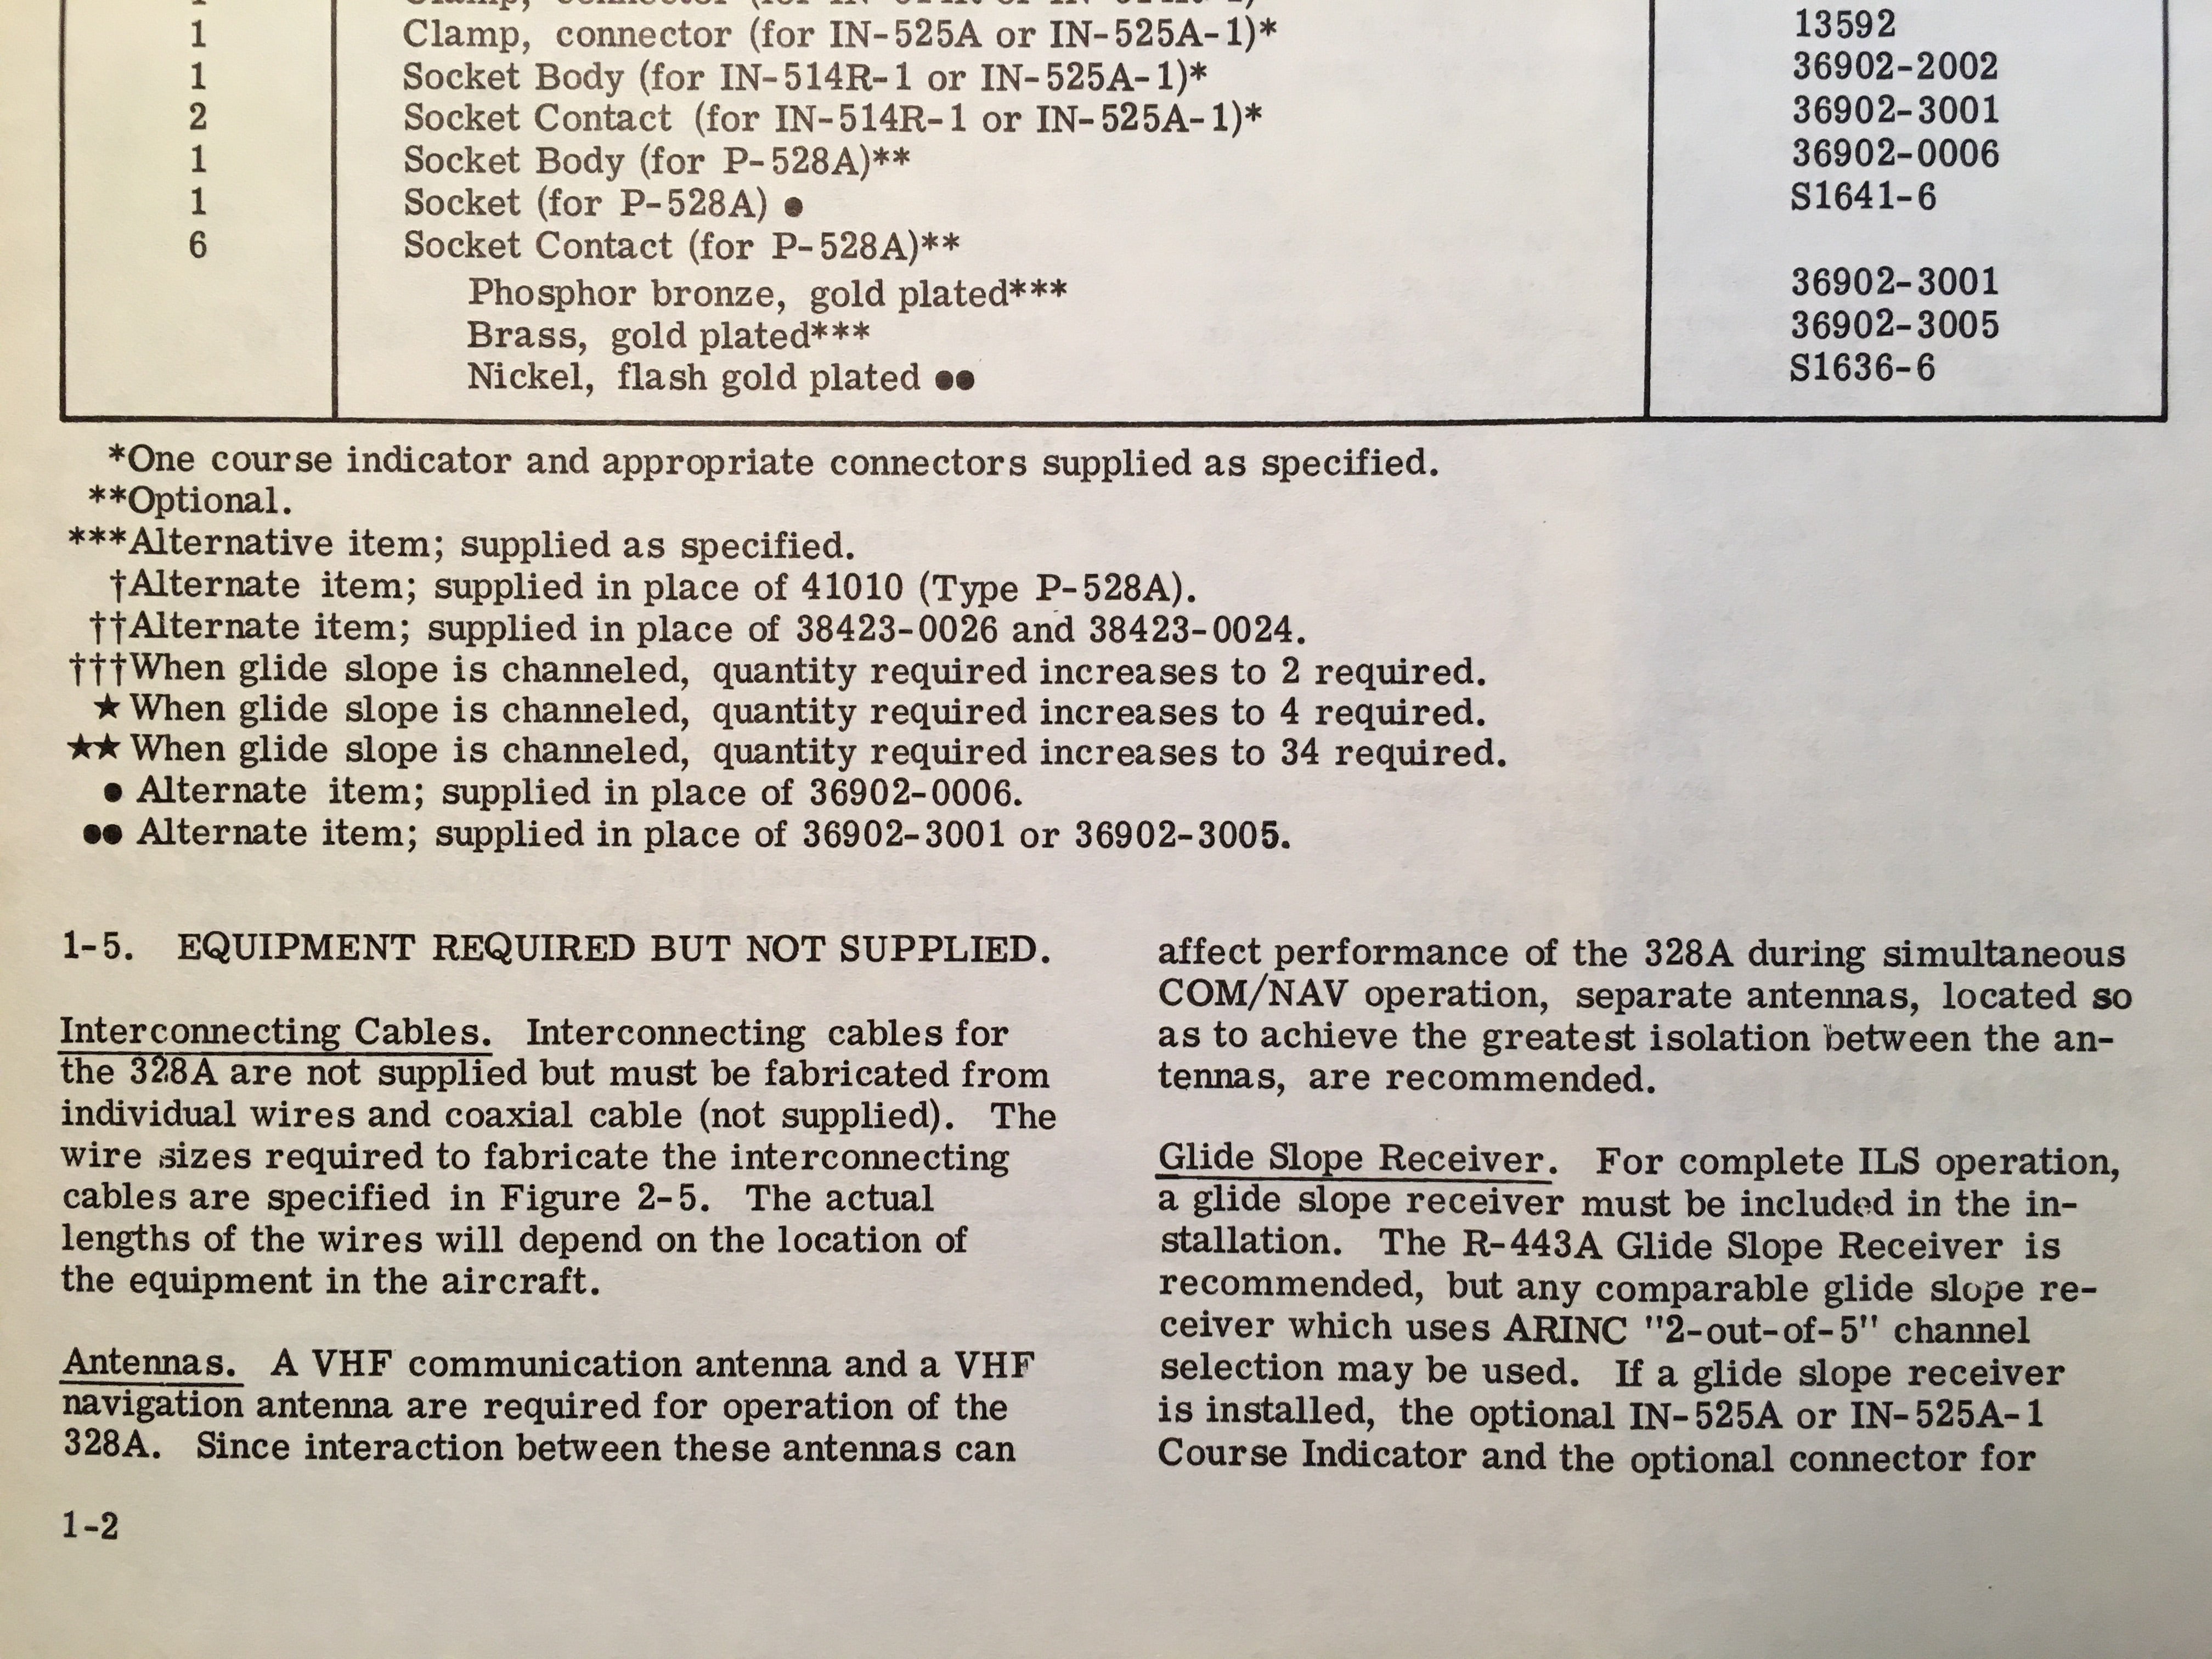 1 Clamp, connector (for IN-525A or IN-525A-1)* 13592
1 Socket Body (for IN-514R-1 or IN-525A-1)* 36902-2002
2 Socket Contact (for IN-514R-1 or IN-525A-1)* 36902-3001
1 Socket Body (for P-528A)** 36902-0006
1 Socket (for P-528A) ● S1641-6
6 Socket Contact (for P-528A)**
Phosphor bronze, gold plated*** 36902-3001
Brass, gold plated*** 36902-3005
Nickel, flash gold plated ●● S1636-6
*One course indicator and appropriate connectors supplied as specified.
**Optional.
***Alternative item; supplied as specified.
†Alternate item; supplied in place of 41010 (Type P-528A).
††Alternate item; supplied in place of 38423-0026 and 38423-0024.
†††When glide slope is channeled, quantity required increases to 2 required.
★ When glide slope is channeled, quantity required increases to 4 required.
★★ When glide slope is channeled, quantity required increases to 34 required.
● Alternate item; supplied in place of 36902-0006.
●● Alternate item; supplied in place of 36902-3001 or 36902-3005.
1-5. EQUIPMENT REQUIRED BUT NOT SUPPLIED.
Interconnecting Cables. Interconnecting cables for
the 328A are not supplied but must be fabricated from
individual wires and coaxial cable (not supplied). The
wire sizes required to fabricate the interconnecting
cables are specified in Figure 2-5. The actual
lengths of the wires will depend on the location of
the equipment in the aircraft.
Antennas. A VHF communication antenna and a VHF
navigation antenna are required for operation of the
328A. Since interaction between these antennas can
affect performance of the 328A during simultaneous
COM/NAV operation, separate antennas, located so
as to achieve the greatest isolation between the an-
tennas, are recommended.
Glide Slope Receiver. For complete ILS operation,
a glide slope receiver must be included in the in-
stallation. The R-443A Glide Slope Receiver is
recommended, but any comparable glide slope re-
ceiver which uses ARINC "2-out-of-5" channel
selection may be used. If a glide slope receiver
is installed, the optional IN-525A or IN-525A-1
Course Indicator and the optional connector for
1-2